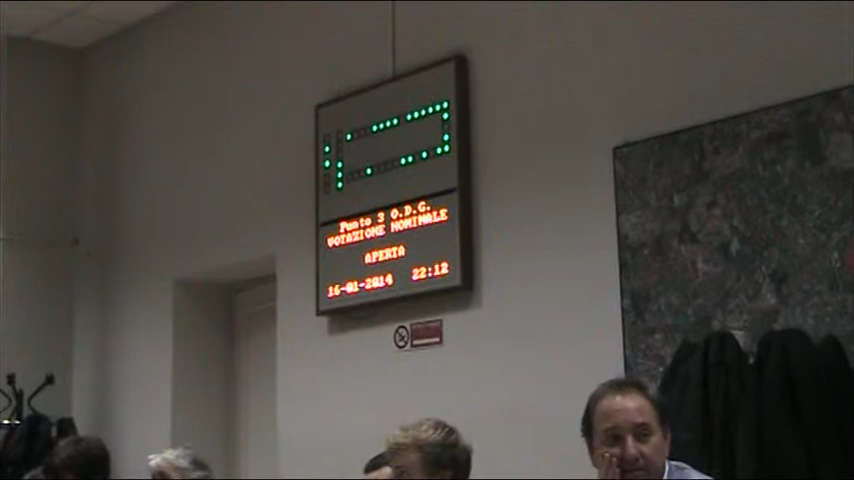 Punto 3 O.D.G.
VOTAZIONE NOMINALE
APERTA
16-01-2014 22:12